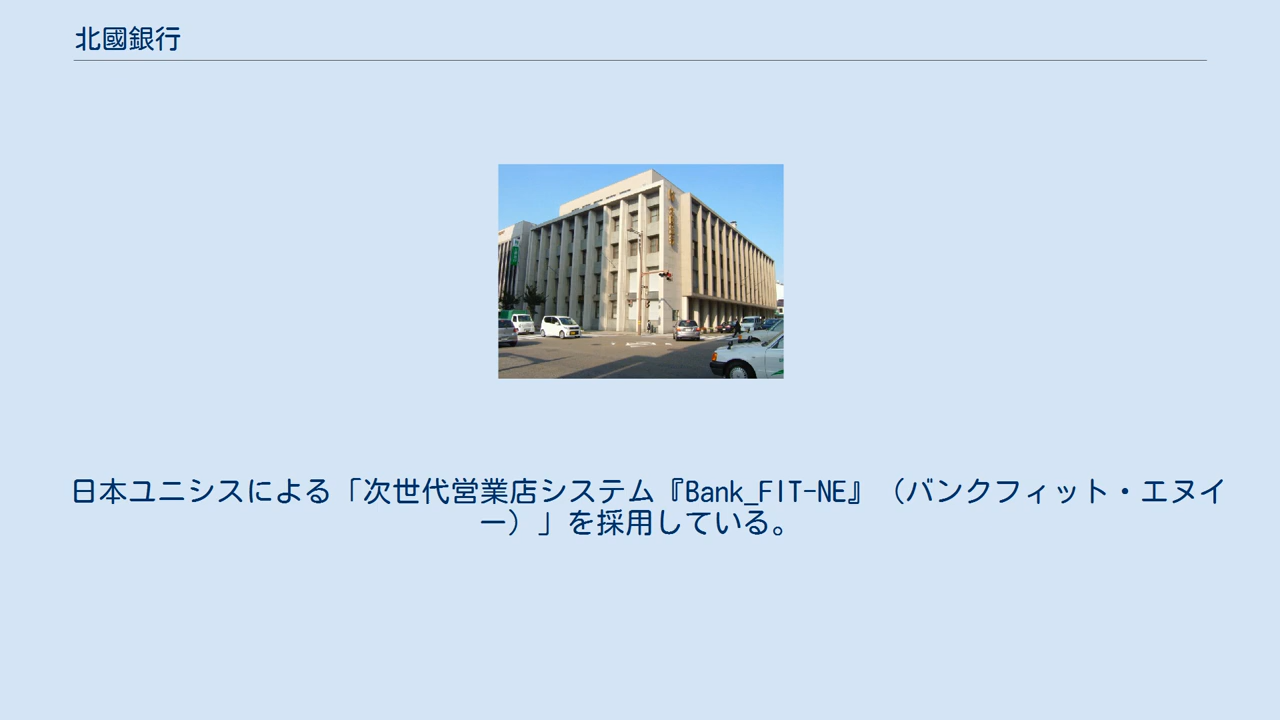 北國銀行
日本ユニシスによる「次世代営業店システム『Bank_FIT-NE』（バンクフィット・エヌイ
ー）」を採用している。